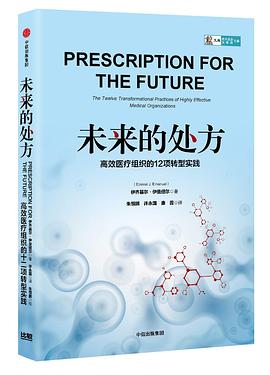 PRESCRIPTION FOR
THE FUTURE
The Twelve Transformational Practices of Highly Effective
Medical Organizations
未来的处方
高效医疗组织的12项转型实践
(Ezekiel J. Emanuel)
伊齐基尔·伊曼纽尔 著
译
中信出版集团
未来的处方
PRESCRIPTION FOR
THE FUTURE
高效医疗组织的十二项转型实践
中信出版集团